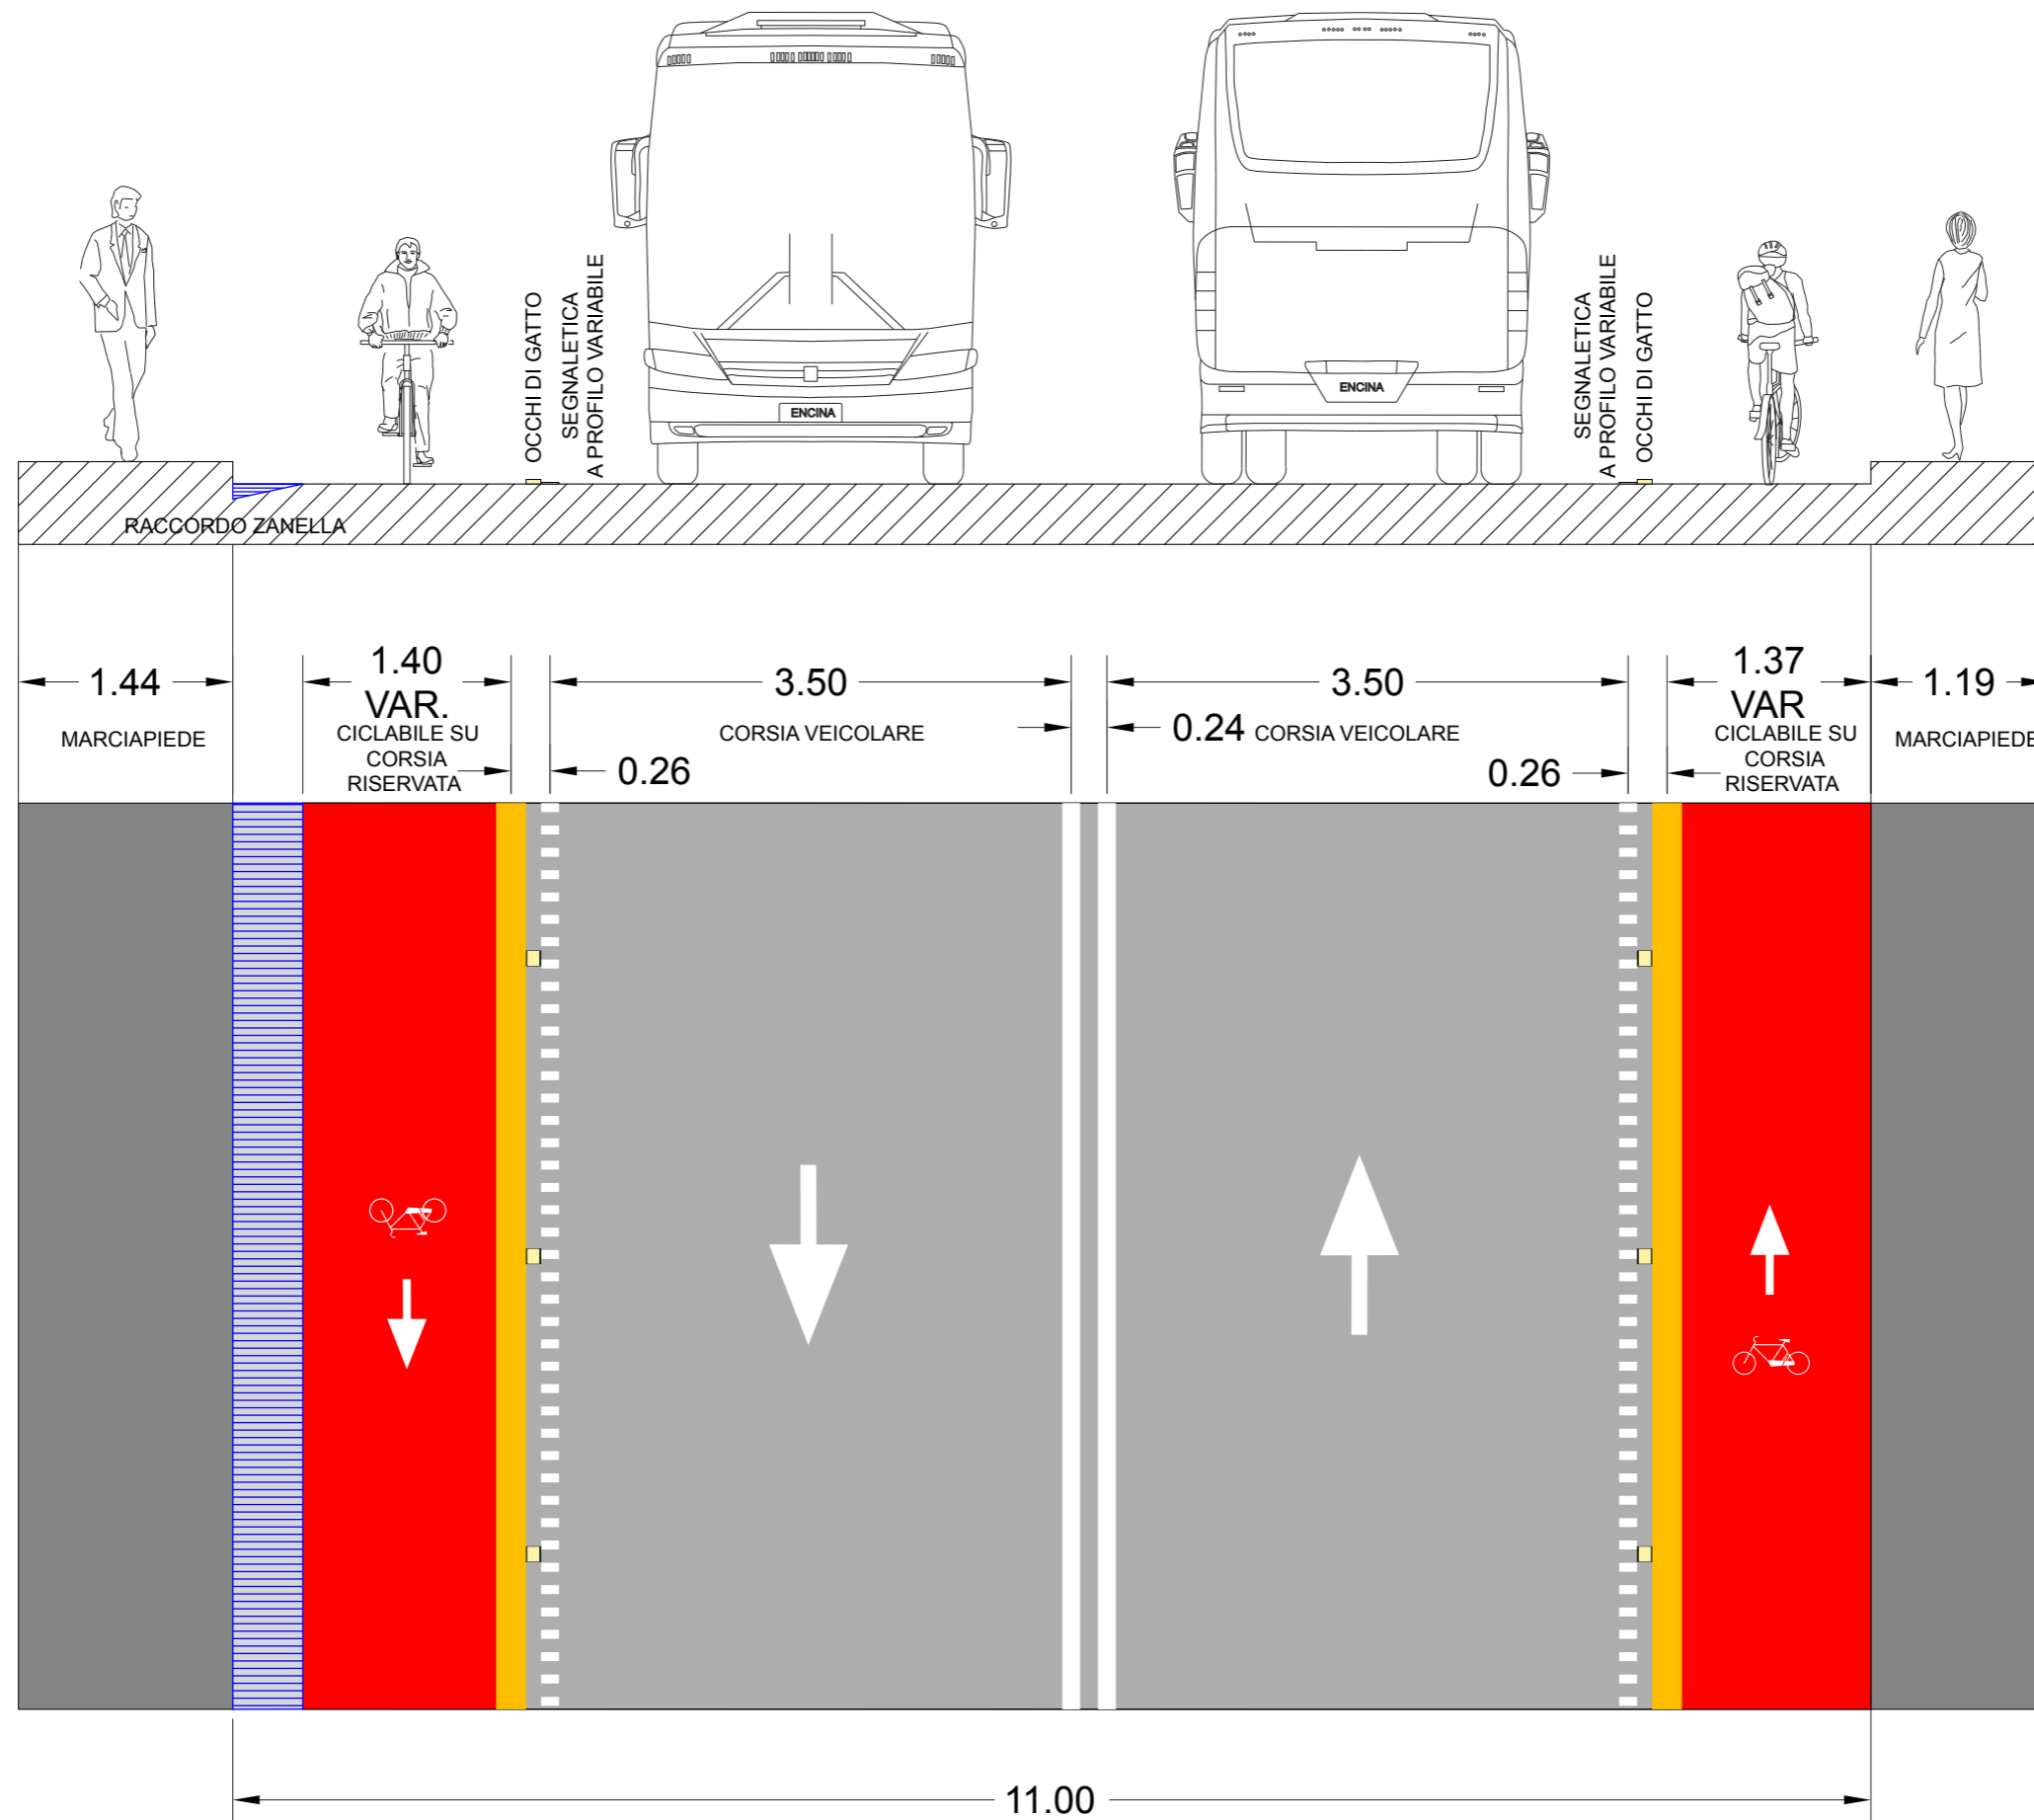 OCCHI DI GATTO
SEGNALETICA
A PROFILO VARIABILE
ENCINA
ENCINA
SEGNALETICA
A PROFILO VARIABILE
OCCHI DI GATTO
RACCORDO ZANELLA
1.44
MARCIAPIEDE
1.40
VAR.
CICLABILE SU
CORSIA
RISERVATA
0.26
3.50
CORSIA VEICOLARE
0.24
3.50
CORSIA VEICOLARE
0.26
1.37
VAR
CICLABILE SU
CORSIA
RISERVATA
1.19
MARCIAPIEDE
11.00